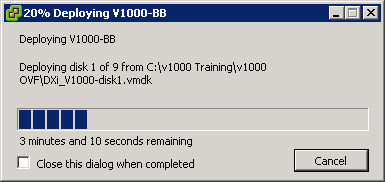 20% Deploying V1000-BB
Deploying V1000-BB
Deploying disk 1 of 9 from C:\v1000 Training\v1000
OVF\DXi_V1000-disk1.vmdk
3 minutes and 10 seconds remaining
Close this dialog when completed
Cancel